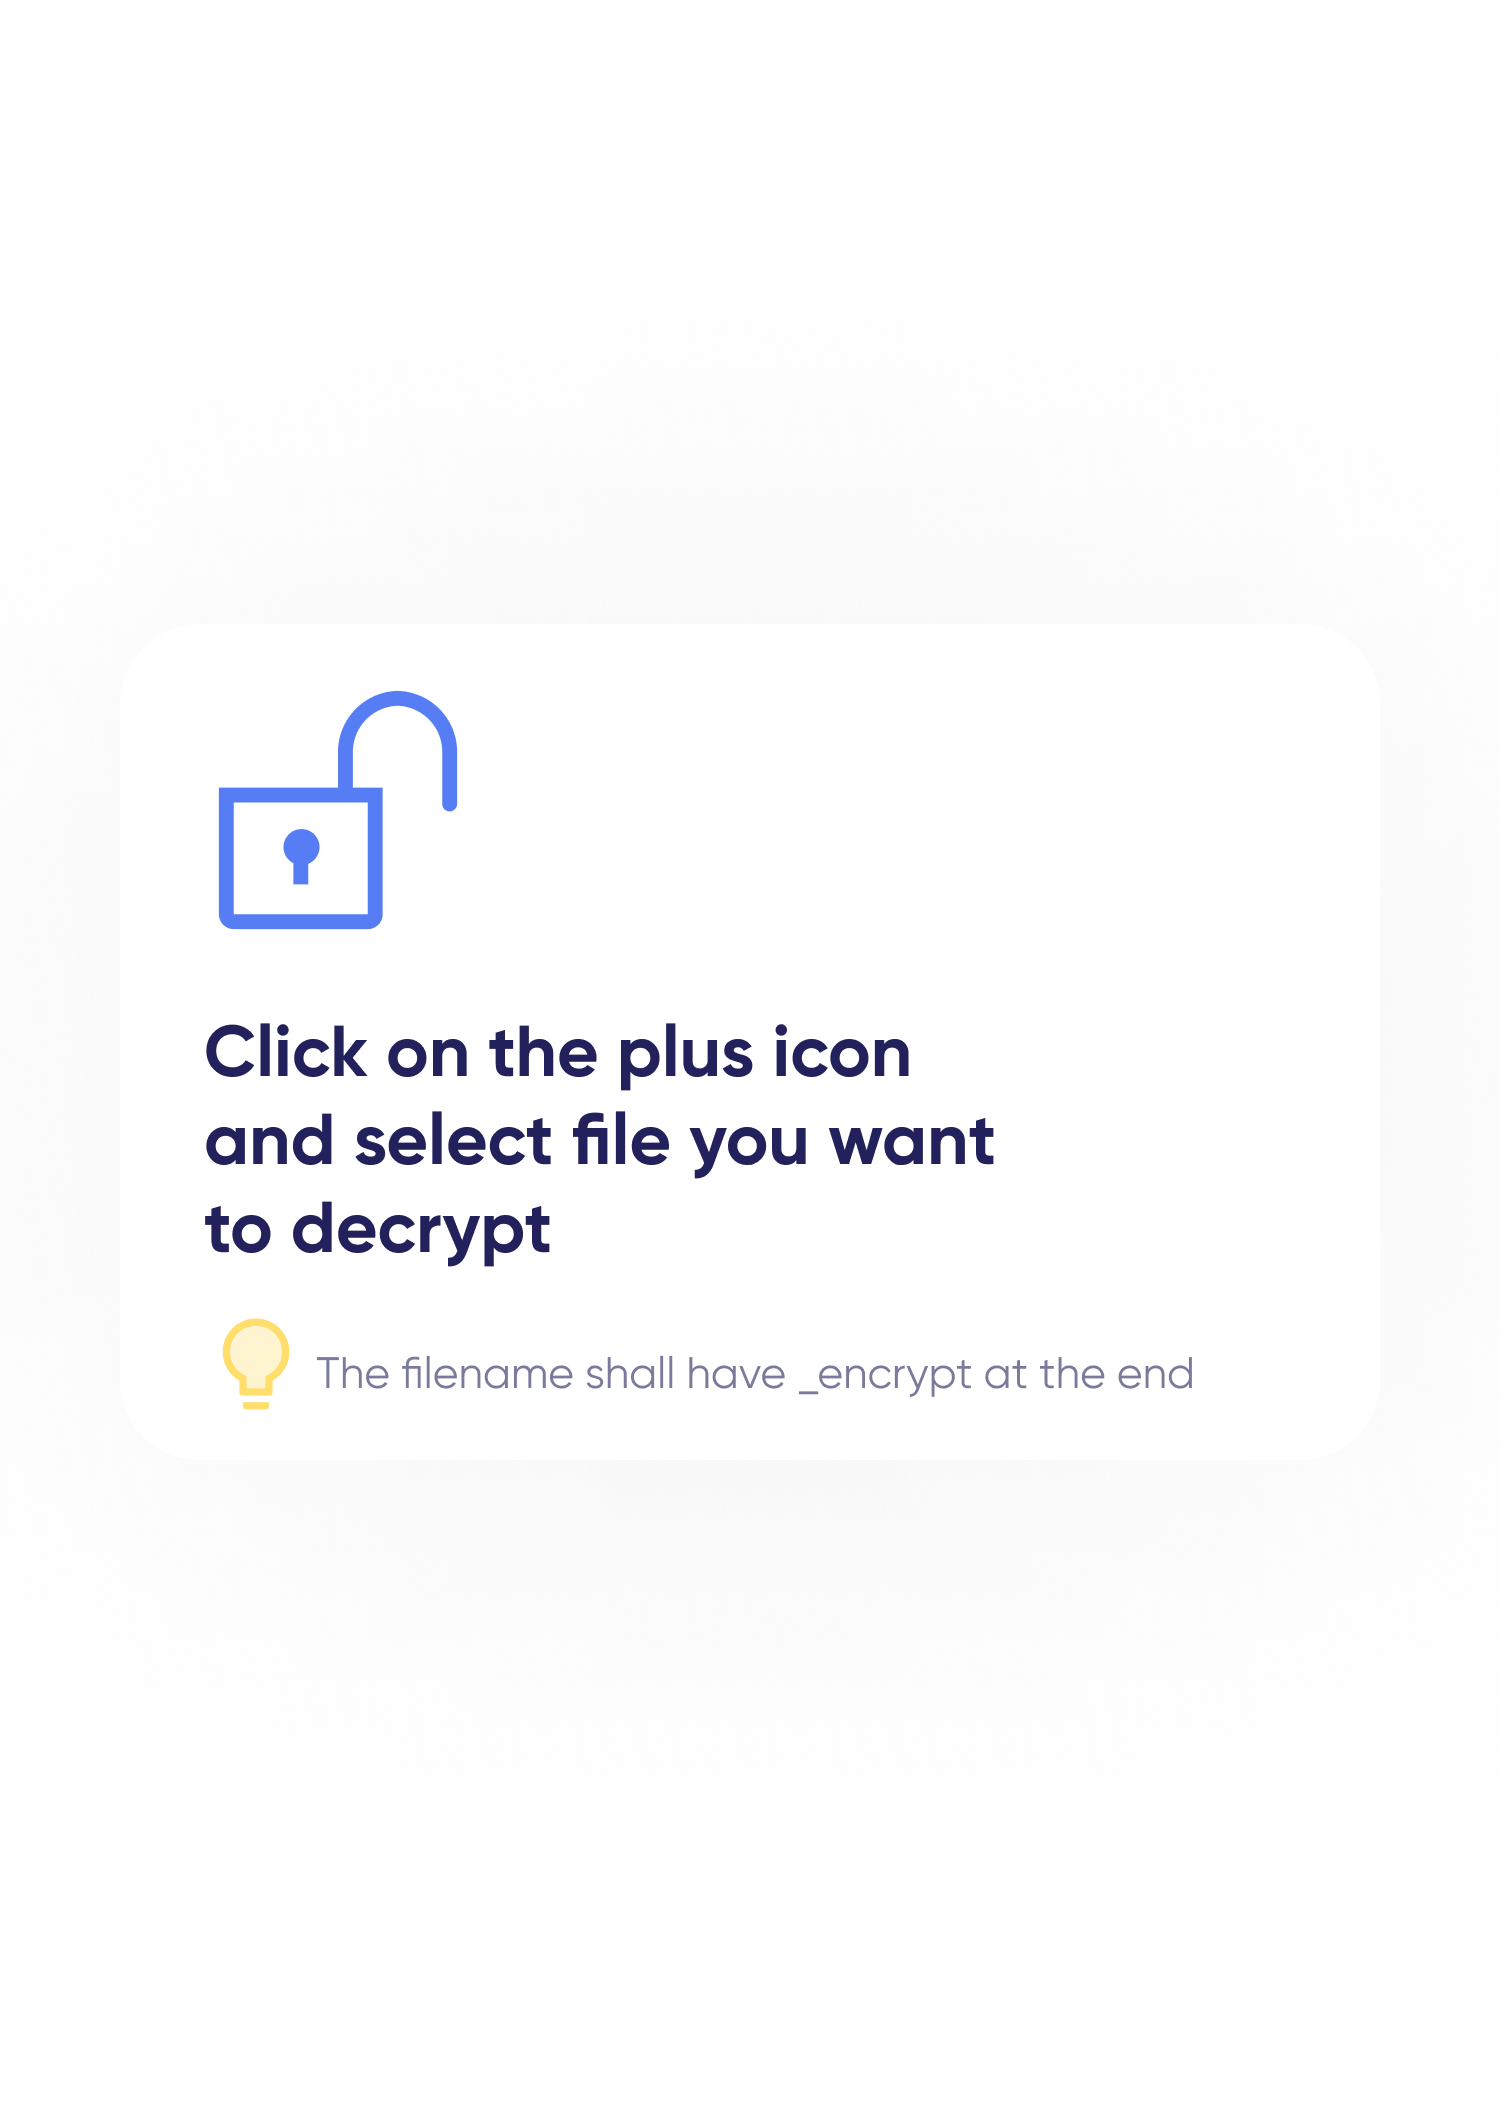 Click on the plus icon
and select file you want
to decrypt
The filename shall have _encrypt at the end